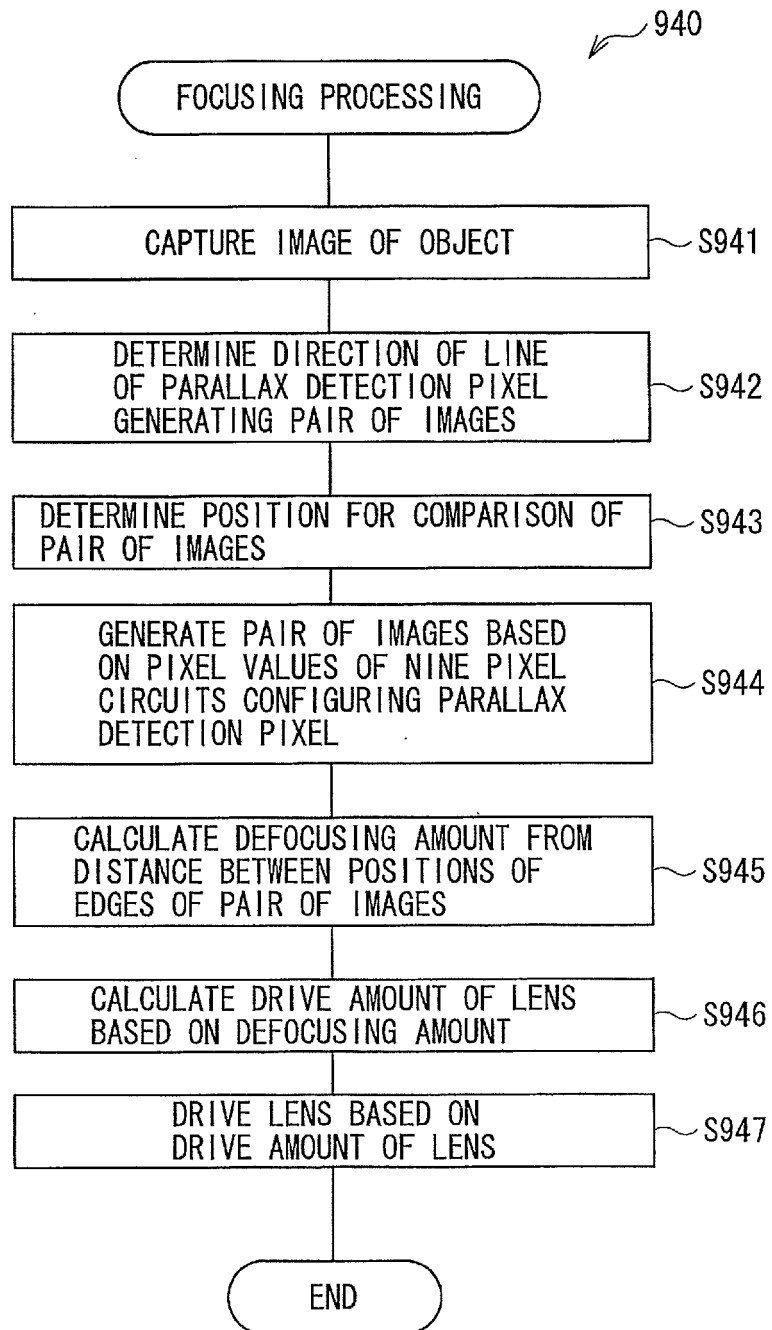 940
FOCUSING PROCESSING
CAPTURE IMAGE OF OBJECT
S941
DETERMINE DIRECTION OF LINE
OF PARALLAX DETECTION PIXEL
GENERATING PAIR OF IMAGES
S942
DETERMINE POSITION FOR COMPARISON OF
PAIR OF IMAGES
S943
GENERATE PAIR OF IMAGES BASED
ON PIXEL VALUES OF NINE PIXEL
CIRCUITS CONFIGURING PARALLAX
DETECTION PIXEL
S944
CALCULATE DEFOCUSING AMOUNT FROM
DISTANCE BETWEEN POSITIONS OF
EDGES OF PAIR OF IMAGES
S945
CALCULATE DRIVE AMOUNT OF LENS
BASED ON DEFOCUSING AMOUNT
S946
DRIVE LENS BASED ON
DRIVE AMOUNT OF LENS
S947
END